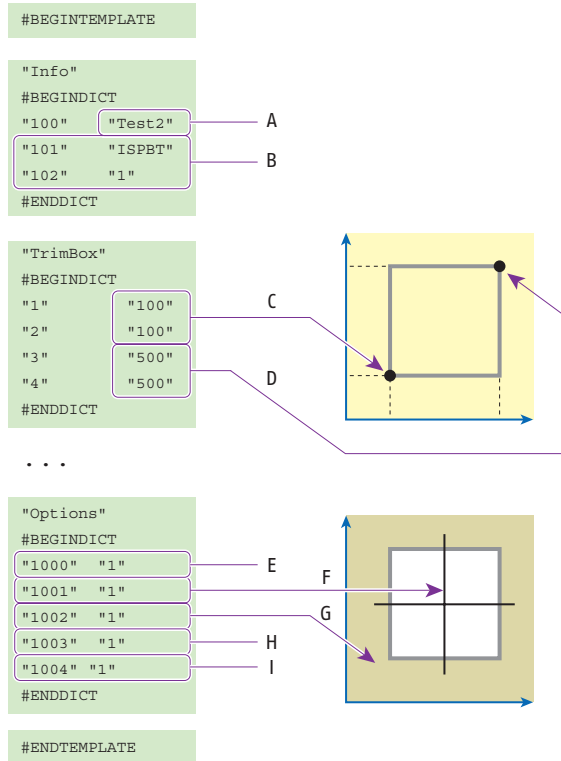 #BEGINTEMPLATE
"Info"
#BEGINDICT
"100" "Test2" A
"101" "ISPBT" B
"102" "1"
#ENDDICT
"TrimBox"
#BEGINDICT
"1" "100" C
"2" "100"
"3" "500"
"4" "500" D
#ENDDICT
...
"Options"
#BEGINDICT
"1000" "1" E
"1001" "1" F
"1002" "1" G
"1003" "1" H
"1004" "1" I
#ENDDICT
#ENDTEMPLATE